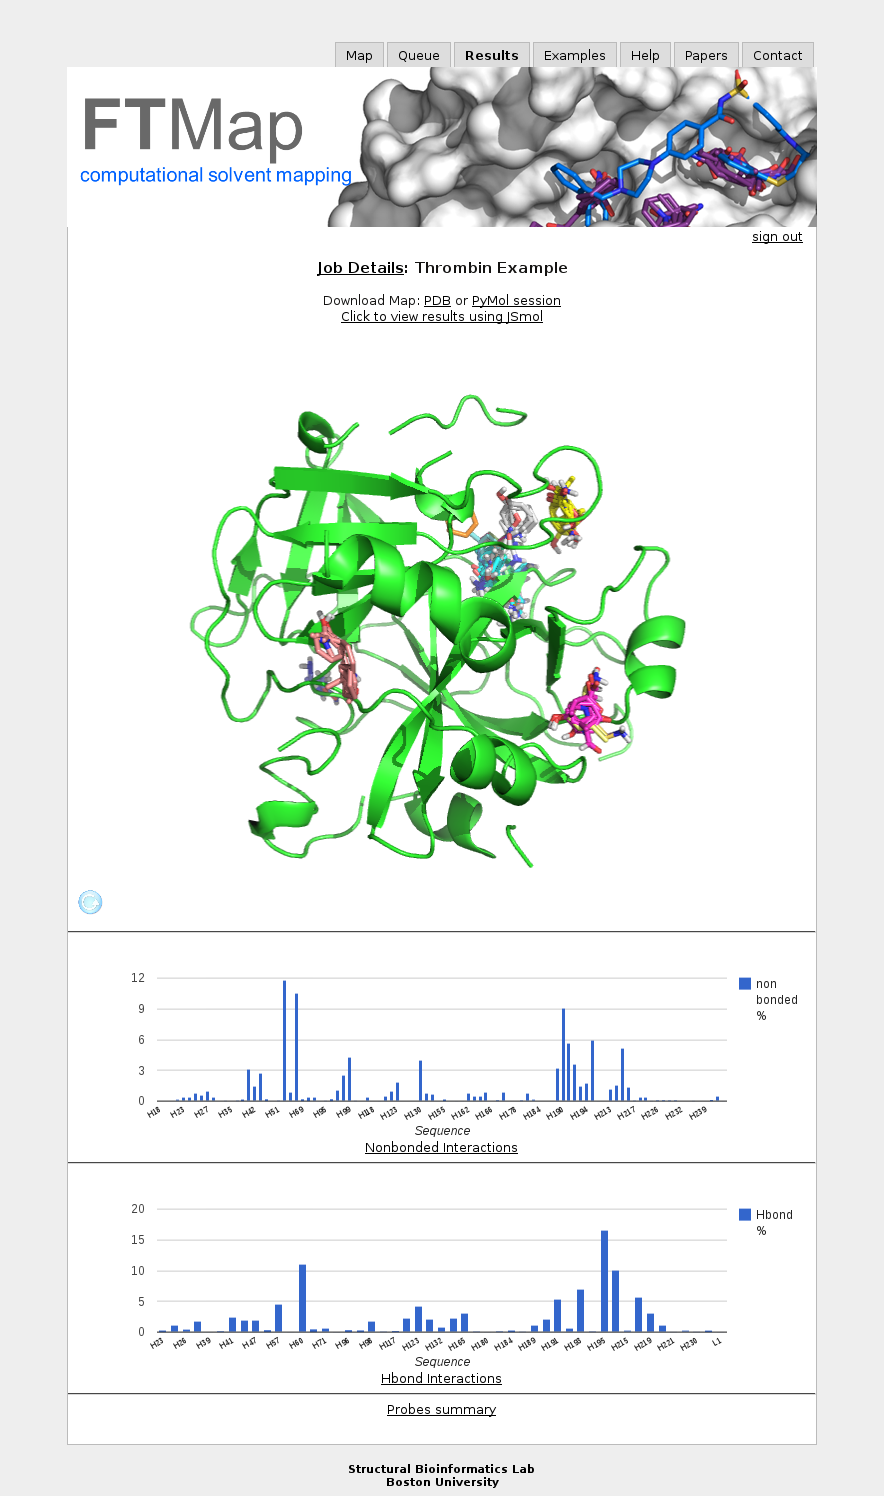 Map Queue Results Examples Help Papers Contact
FTMap
computational solvent mapping
sign out
Job Details: Thrombin Example
Download Map: PDB or PyMol session
Click to view results using JSmol
12
9
6
3
0
non
bonded
%
H18 H23 H27 H35 H42 H51 H69 H95 H99 H118 H123 H130 H155 H162 H166 H178 H184 H190 H194 H213 H217 H226 H232 H239
Sequence
Nonbonded Interactions
20
15
10
5
0
Hbond
%
H23 H26 H39 H41 H47 H57 H60 H71 H96 H98 H117 H123 H132 H165 H180 H184 H189 H191 H193 H195 H215 H219 H221 H230 L1
Sequence
Hbond Interactions
Probes summary
Structural Bioinformatics Lab
Boston University